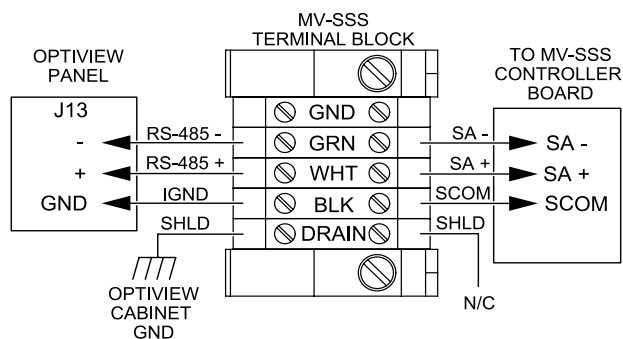 MV-SSS
TERMINAL BLOCK
OPTIVIEW
PANEL
TO MV-SSS
CONTROLLER
BOARD
J13
GND
- RS-485 - GRN SA - SA -
+ RS-485 + WHT SA + SA +
GND IGND BLK SCOM SCOM
SHLD DRAIN SHLD
OPTIVIEW
CABINET
GND
N/C